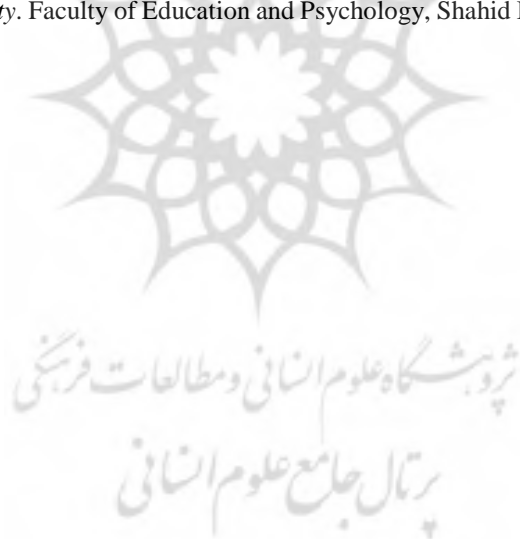 ty. Faculty of Education and Psychology, Shahid
پژوهشگاه علوم انسانی و مطالعات فرهنگی
پرتال جامع علوم انسانی